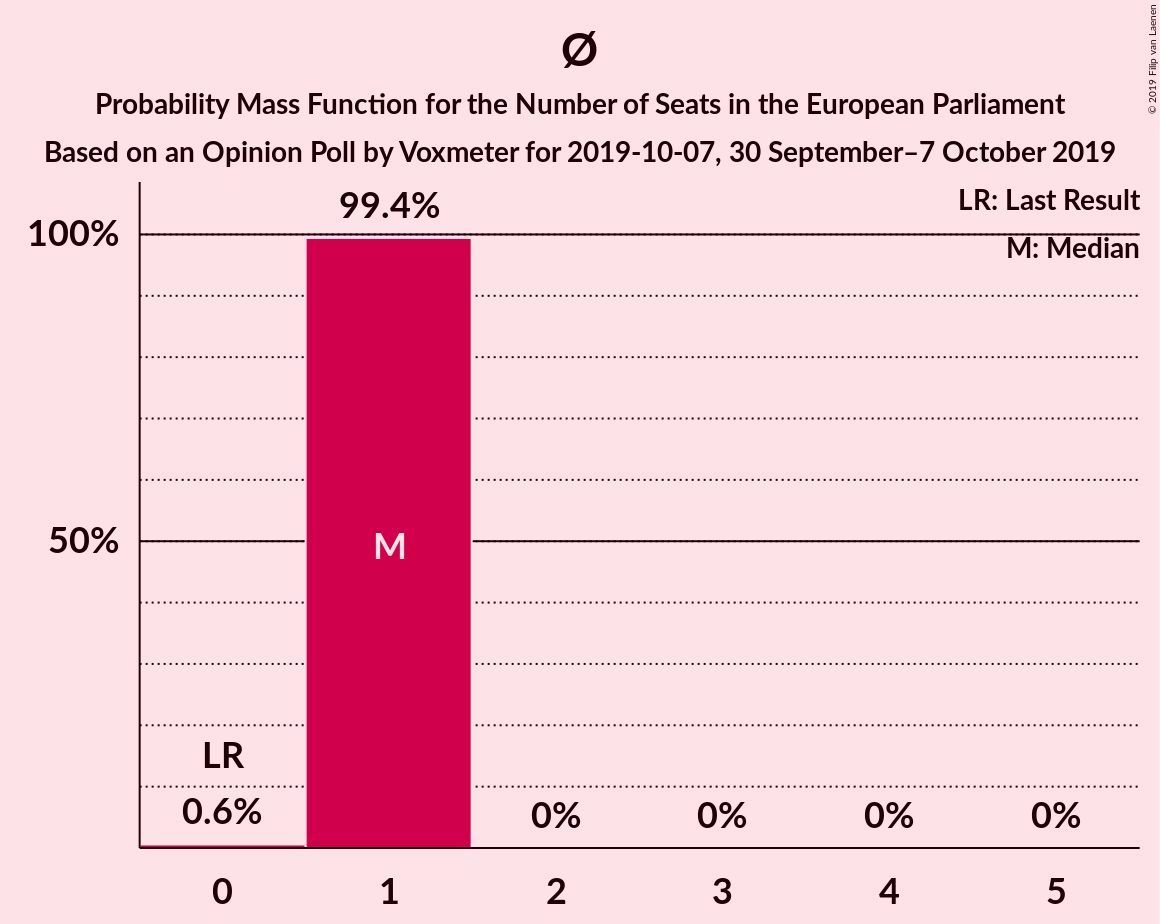 Ø
Probability Mass Function for the Number of Seats in the European Parliament
Based on an Opinion Poll by Voxmeter for 2019-10-07, 30 September–7 October 2019
© 2019 Filip van Laenen
LR: Last Result
M: Median
99.4%
100%
50%
M
LR
0.6%
0%
0%
0%
0%
0
1
2
3
4
5